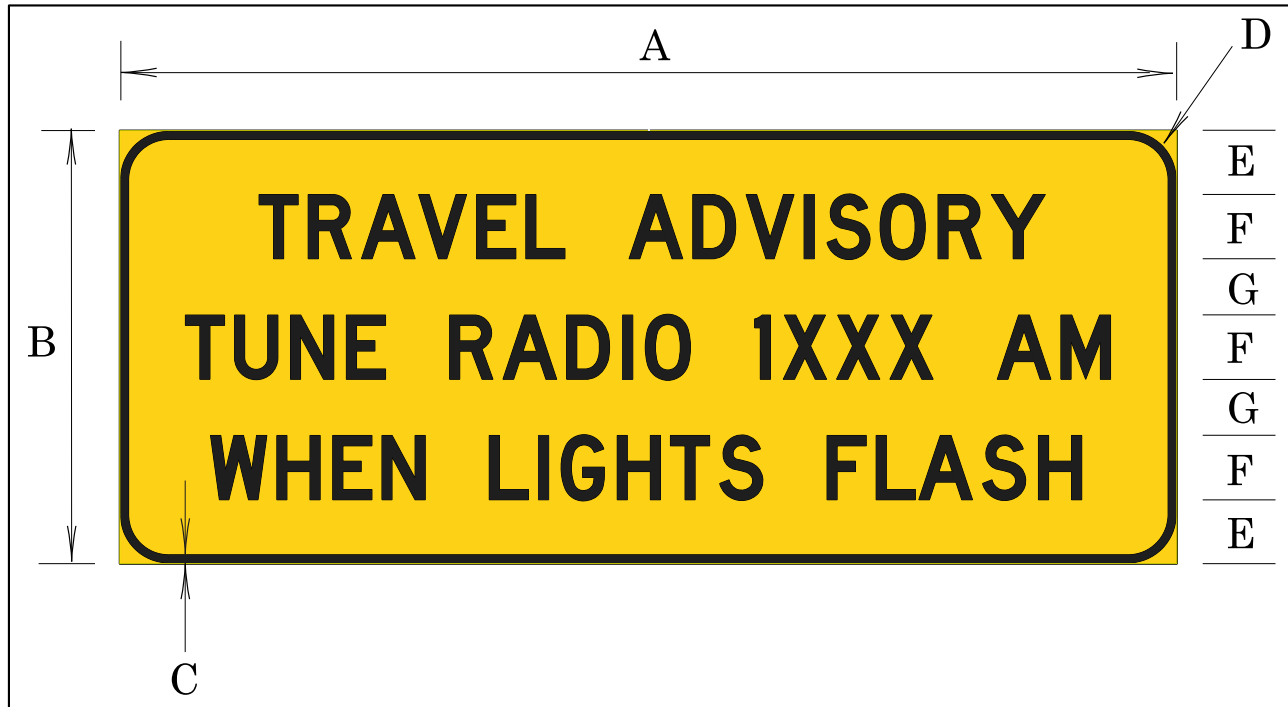 A
D
B
C
TRAVEL ADVISORY
TUNE RADIO 1XXX AM
WHEN LIGHTS FLASH
E
F
G
F
G
F
E